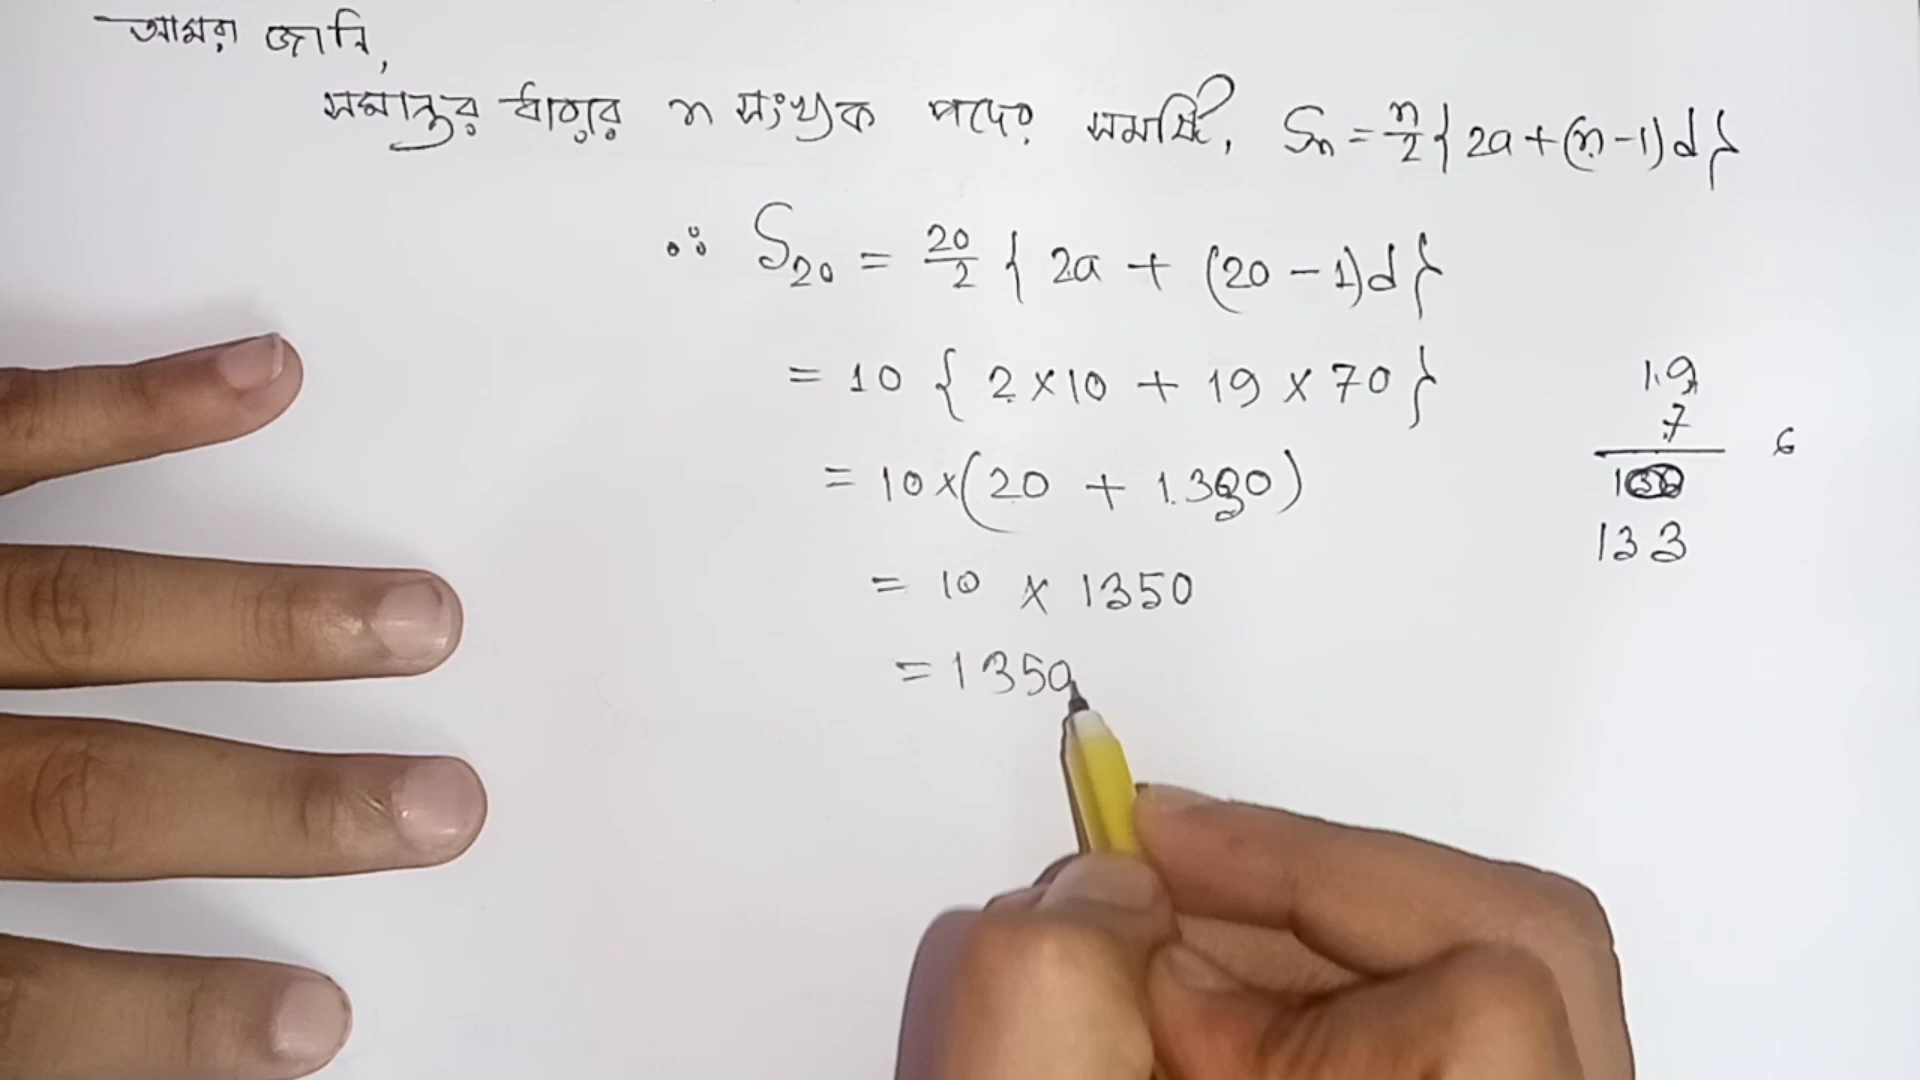 আমরা জানি,
সমান্তর ধারার n সংখ্যক পদের সমষ্টি, Sn = n/2 { 2a + (n - 1) d }
∴ S20 = 20/2 { 2a + (20 - 1) d }
= 10 { 2 × 10 + 19 × 70 }
= 10 × (20 + 1330)
= 10 × 1350
= 1350
19
7
6
133